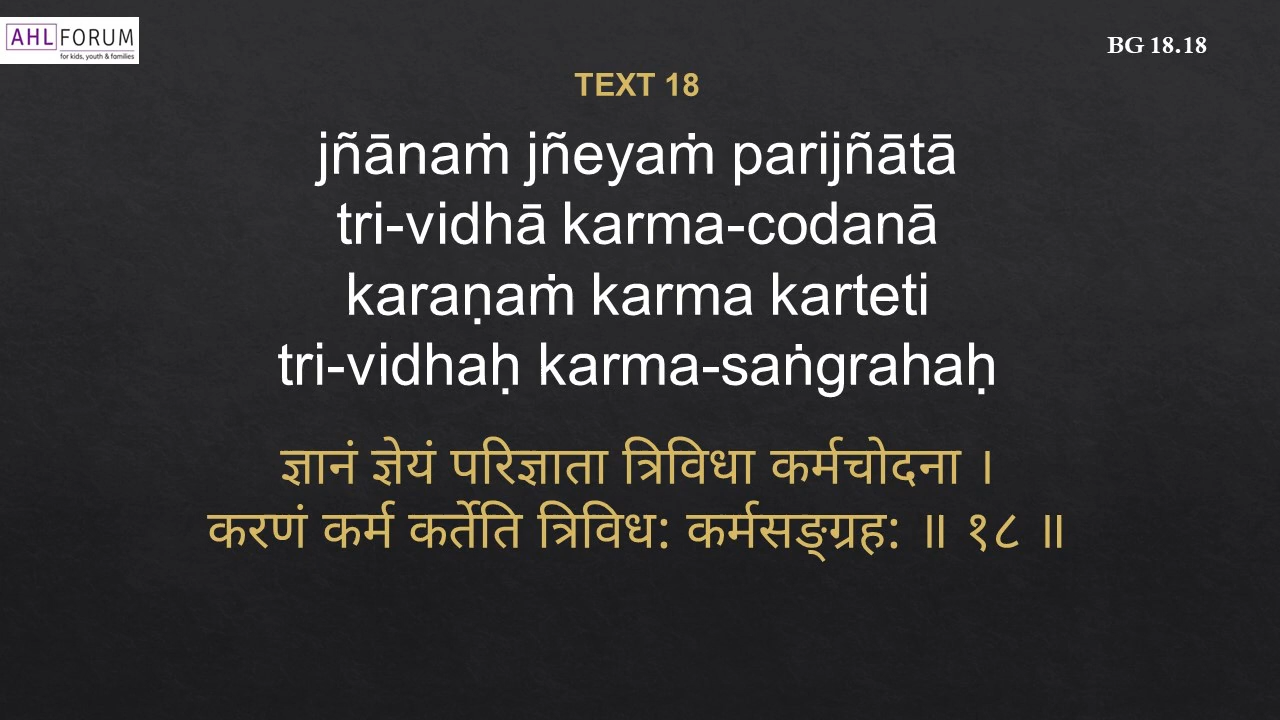 AHL FORUM
for kids, youth & families
BG 18.18
TEXT 18
jñānaṁ jñeyaṁ parijñātā
tri-vidhā karma-codanā
karaṇaṁ karma karteti
tri-vidhaḥ karma-saṅgrahaḥ
ज्ञानं ज्ञेयं परिज्ञाता त्रिविधा कर्मचोदना ।
करणं कर्म कर्तेति त्रिविध: कर्मसङ्ग्रह: ॥ १८ ॥